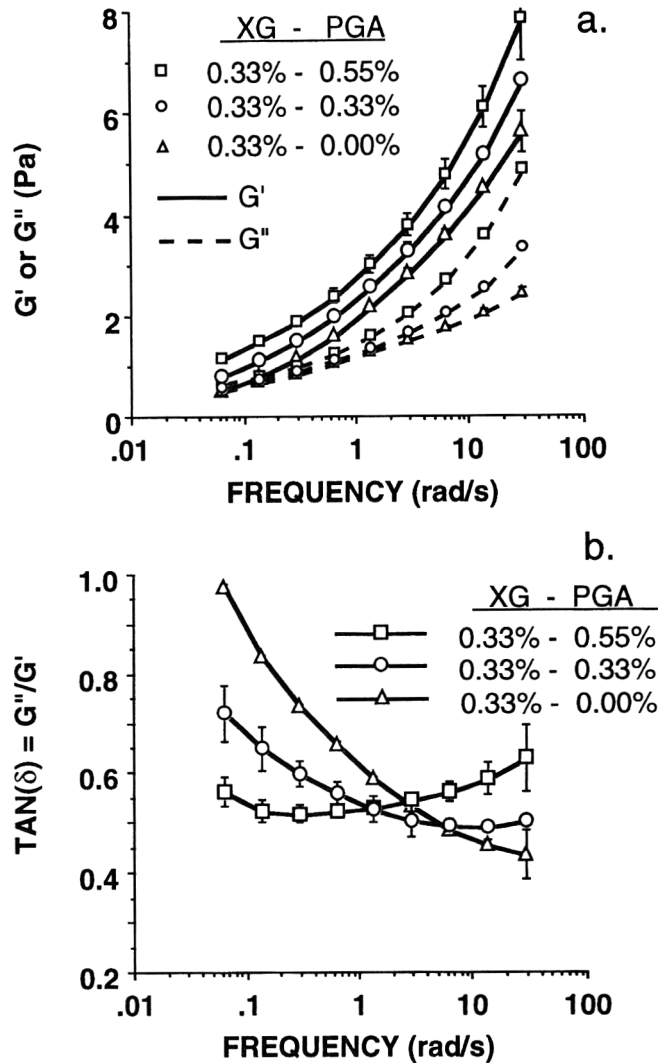 a.
XG - PGA
0.33% - 0.55%
0.33% - 0.33%
0.33% - 0.00%
G'
G"
G' or G" (Pa)
8
6
4
2
0
.01 .1 1 10 100
FREQUENCY (rad/s)
b.
XG - PGA
0.33% - 0.55%
0.33% - 0.33%
0.33% - 0.00%
TAN(δ) = G"/G'
1.0
0.8
0.6
0.4
0.2
.01 .1 1 10 100
FREQUENCY (rad/s)